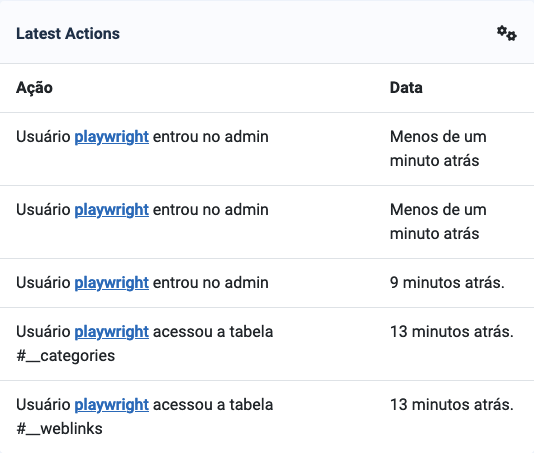 Latest Actions
Ação Data
Usuário playwright entrou no admin Menos de um
minuto atrás
Usuário playwright entrou no admin Menos de um
minuto atrás
Usuário playwright entrou no admin 9 minutos atrás.
Usuário playwright acessou a tabela 13 minutos atrás.
#__categories
Usuário playwright acessou a tabela 13 minutos atrás.
#__weblinks